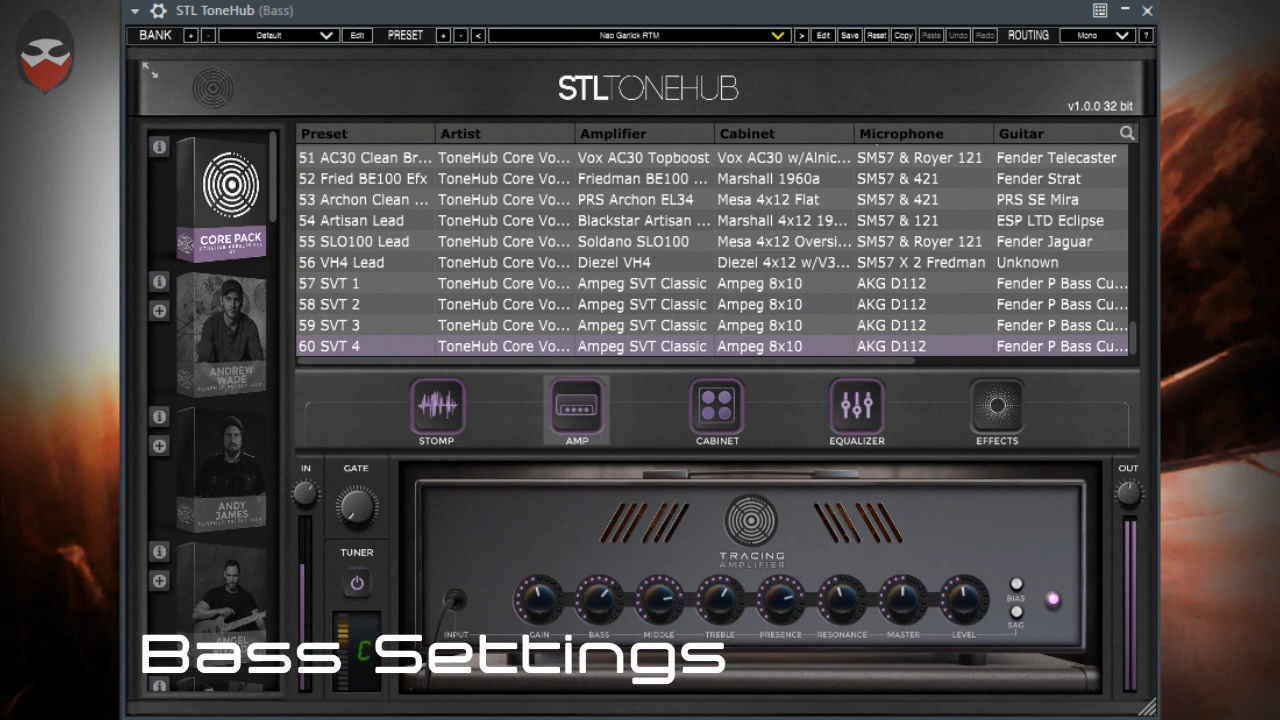 STL ToneHub (Bass)
BANK + - Default Edit PRESET + - < Neo Garlick RTM > Edit Save Reset Copy Paste Undo Redo ROUTING Mono ?
STLTONEHUB
v1.0.0 32 bit
Preset Artist Amplifier Cabinet Microphone Guitar
51 AC30 Clean Br... ToneHub Core Vo... Vox AC30 Topboost Vox AC30 w/Alnic... SM57 & Royer 121 Fender Telecaster
52 Fried BE100 Efx ToneHub Core Vo... Friedman BE100 ... Marshall 1960a SM57 & 421 Fender Strat
53 Archon Clean ... ToneHub Core Vo... PRS Archon EL34 Mesa 4x12 Flat SM57 & 421 PRS SE Mira
54 Artisan Lead ToneHub Core Vo... Blackstar Artisan ... Marshall 4x12 19... SM57 & 121 ESP LTD Eclipse
55 SLO100 Lead ToneHub Core Vo... Soldano SLO100 Mesa 4x12 Oversi... SM57 & Royer 121 Fender Jaguar
56 VH4 Lead ToneHub Core Vo... Diezel VH4 Diezel 4x12 w/V3... SM57 X 2 Fredman Unknown
57 SVT 1 ToneHub Core Vo... Ampeg SVT Classic Ampeg 8x10 AKG D112 Fender P Bass Cu...
58 SVT 2 ToneHub Core Vo... Ampeg SVT Classic Ampeg 8x10 AKG D112 Fender P Bass Cu...
59 SVT 3 ToneHub Core Vo... Ampeg SVT Classic Ampeg 8x10 AKG D112 Fender P Bass Cu...
60 SVT 4 ToneHub Core Vo... Ampeg SVT Classic Ampeg 8x10 AKG D112 Fender P Bass Cu...
CORE PACK
ANDREW
WADE
ANDY
JAMES
ANGEL
STOMP AMP CABINET EQUALIZER EFFECTS
IN GATE OUT
TUNER
C
TRACING
AMPLIFIER
INPUT GAIN BASS MIDDLE TREBLE PRESENCE RESONANCE MASTER LEVEL
BIAS
SAG
Bass Settings